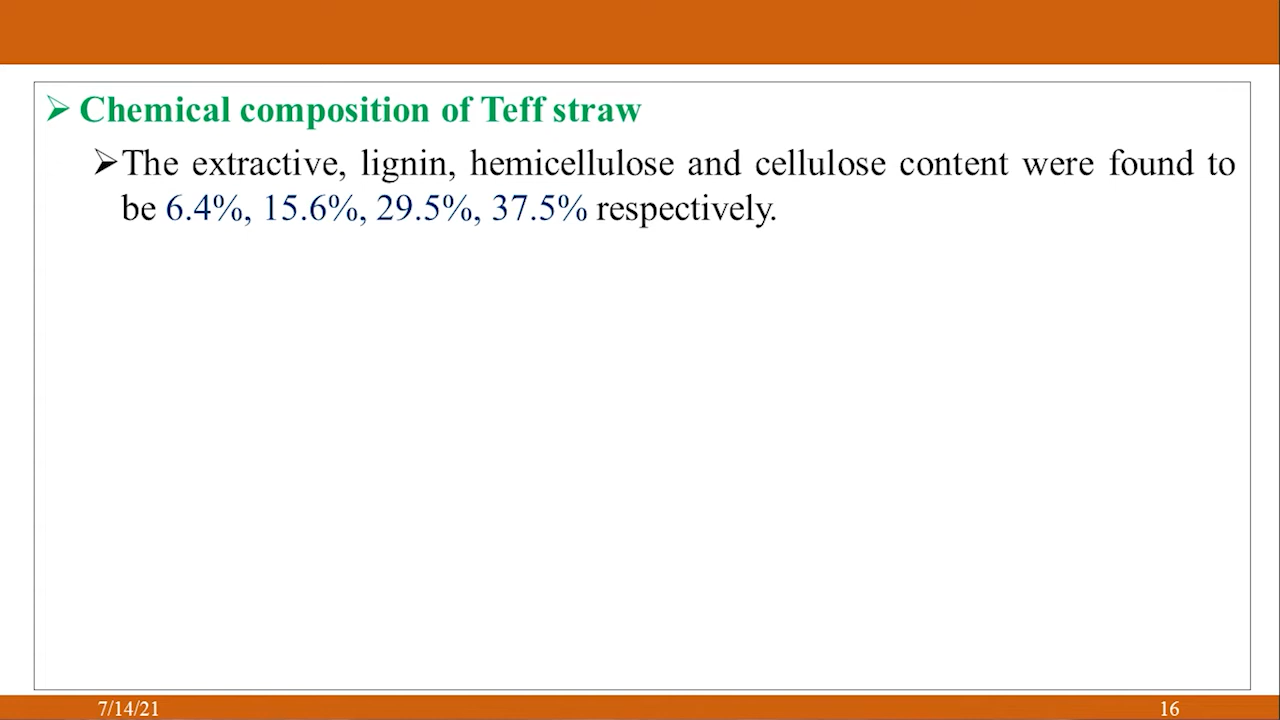 ➢ Chemical composition of Teff straw
➢ The extractive, lignin, hemicellulose and cellulose content were found to
be 6.4%, 15.6%, 29.5%, 37.5% respectively.
7/14/21
16